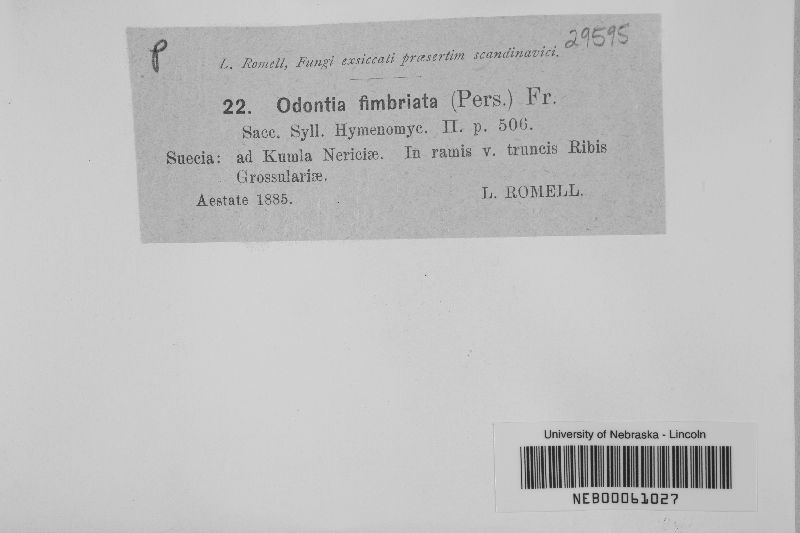 P
29595
L. Romell, Fungi exsiccati præsertim scandinavici.
22. Odontia fimbriata (Pers.) Fr.
Sacc. Syll. Hymenomyc. II. p. 506.
Suecia: ad Kumla Nericiæ. In ramis v. truncis Ribis
Grossulariæ.
Aestate 1885.
L. ROMELL.
University of Nebraska - Lincoln
NEB00061027